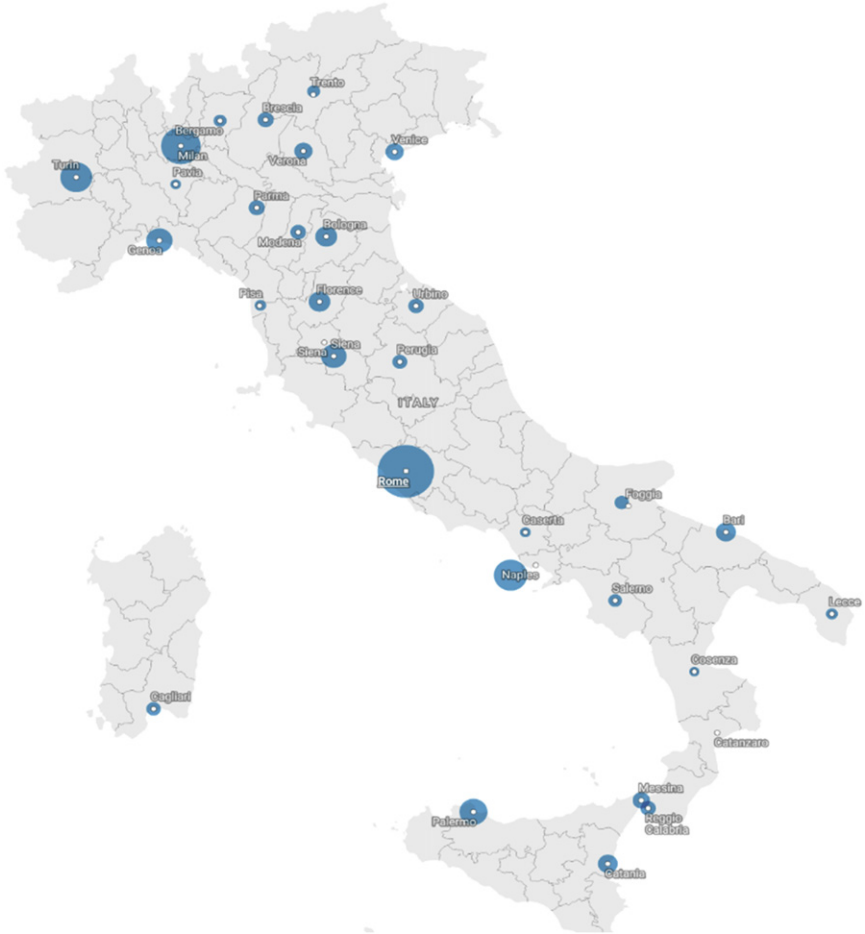 Trento
Brescia
Bergamo
Venice
Milan
Verona
Turin
Pavia
Parma
Bologna
Modena
Genoa
Pisa
Florence
Urbino
Siena
Siena
Perugia
ITALY
Rome
Foggia
Caserta
Bari
Naples
Salerno
Lecce
Cosenza
Cagliari
Catanzaro
Messina
Palermo
Reggio
Calabria
Catania